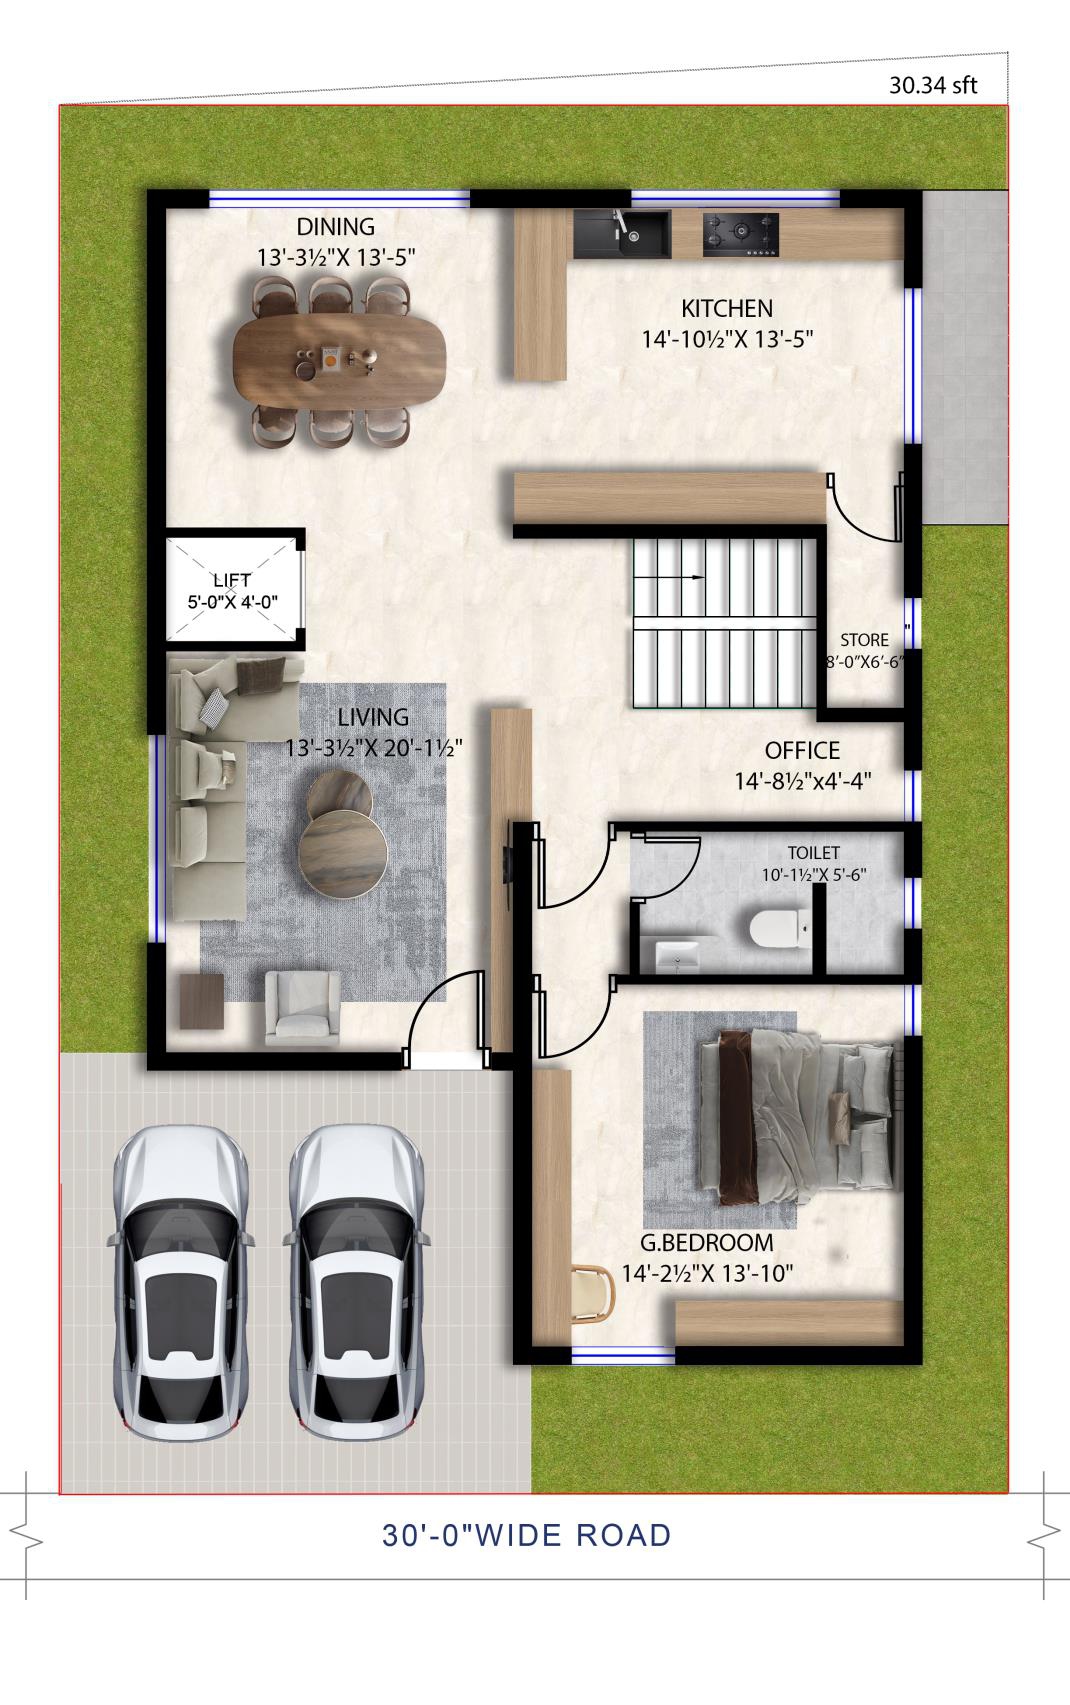 30.34 sft
DINING
13'-3½"X 13'-5"
KITCHEN
14'-10½"X 13'-5"
LIFT
5'-0"X 4'-0"
STORE
8'-0"X6'-6"
"
LIVING
13'-3½"X 20'-1½"
OFFICE
14'-8½"x4'-4"
TOILET
10'-1½"X 5'-6"
G.BEDROOM
14'-2½"X 13'-10"
30'-0"WIDE ROAD